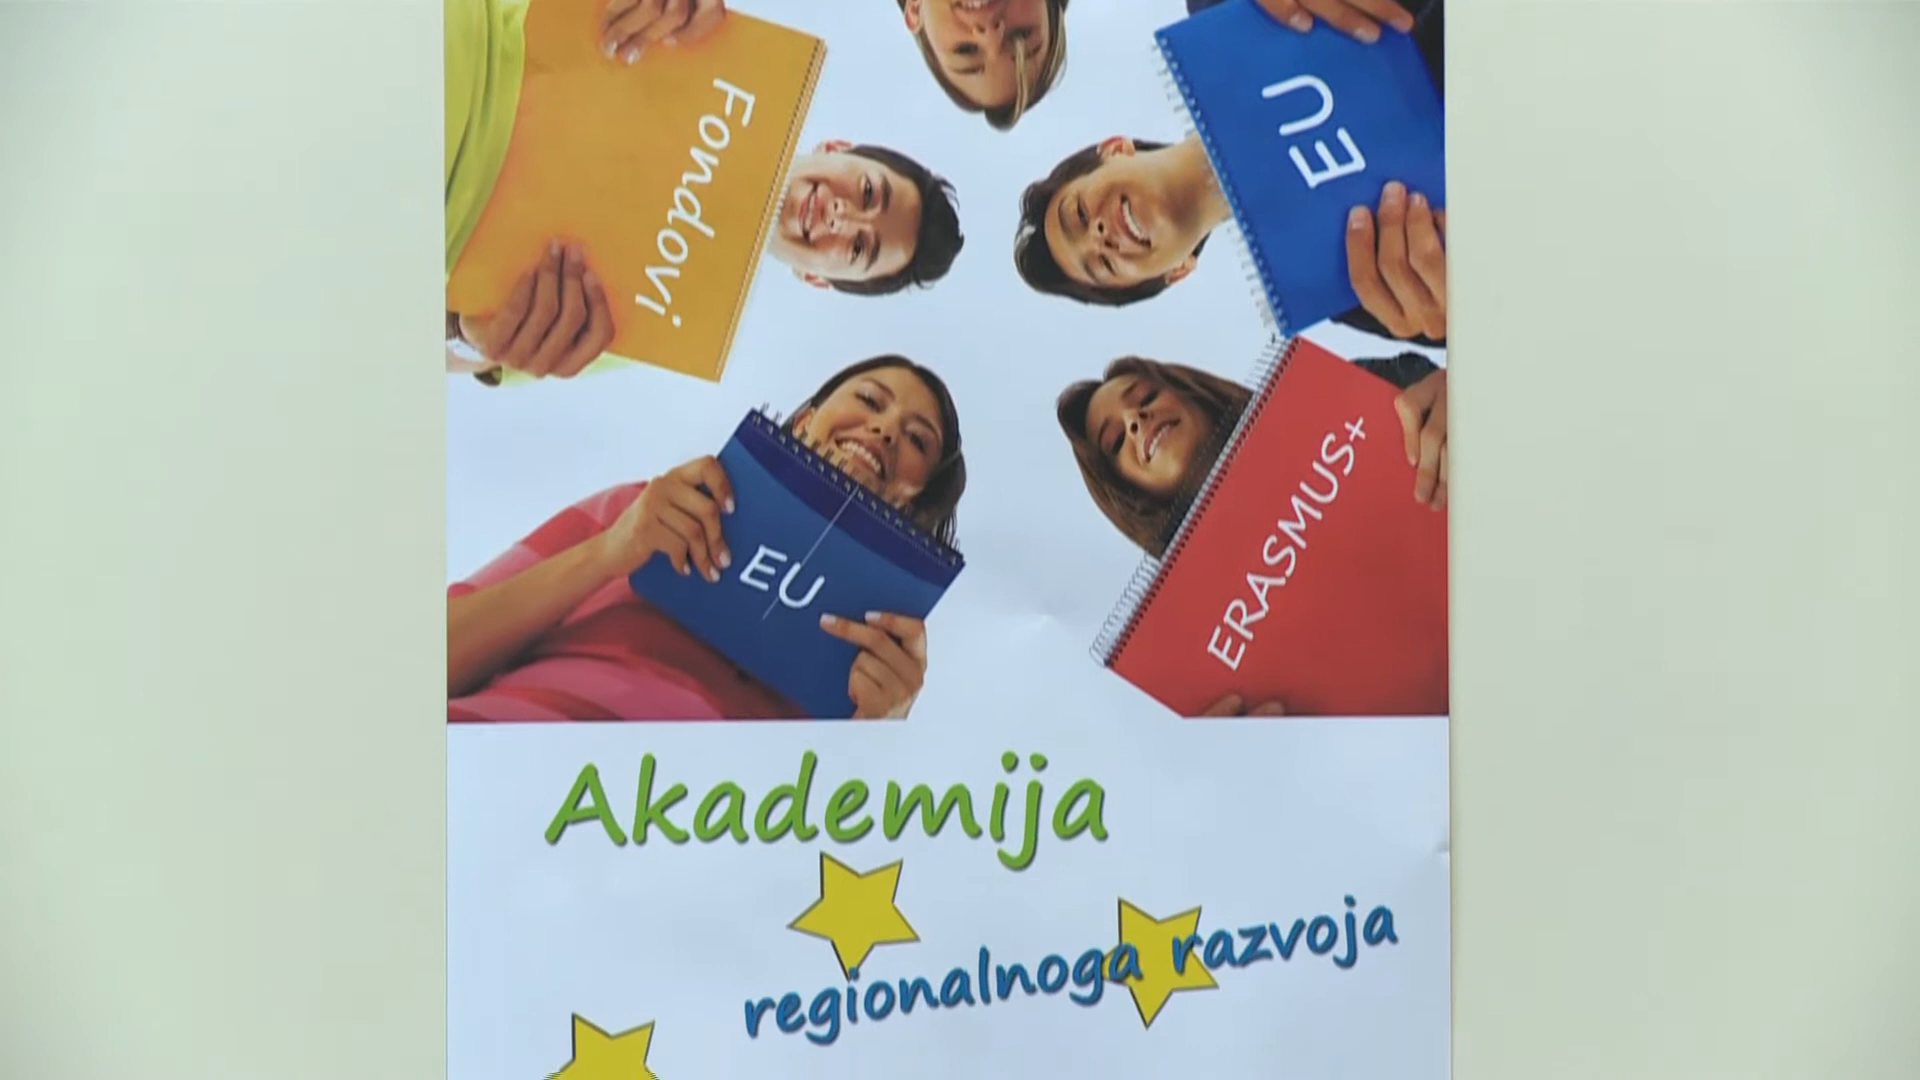 Fondovi
EU
EU
ERASMUS+
Akademija
regionalnoga razvoja